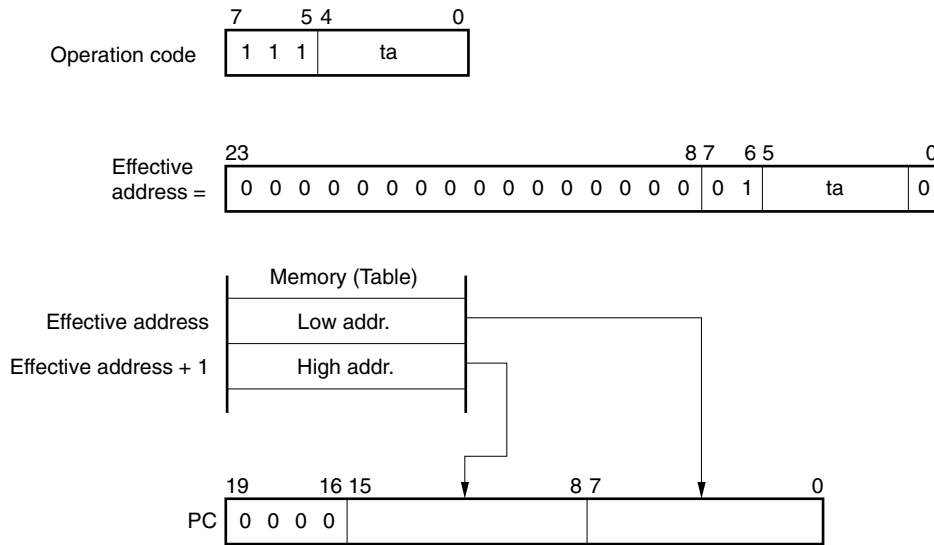 7 5 4 0
Operation code 1 1 1 ta
23 8 7 6 5 0
Effective
address =
0 0 0 0 0 0 0 0 0 0 0 0 0 0 0 0 0 1 ta 0
Memory (Table)
Effective address Low addr.
Effective address + 1 High addr.
19 16 15 8 7 0
PC 0 0 0 0